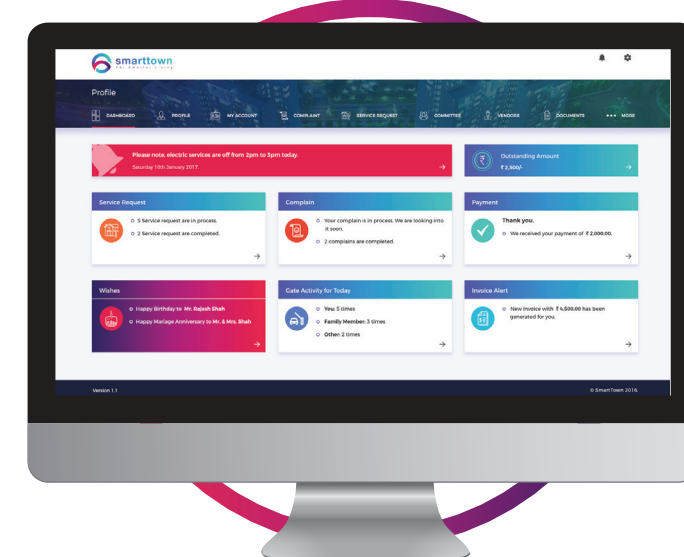 smarttown
For Smarter Living
Profile
DASHBOARD
PROFILE
MY ACCOUNT
COMPLAINT
SERVICE REQUEST
COMMITTEE
VENDORS
DOCUMENTS
MORE
Please note, electric services are off from 2pm to 3pm today.
Saturday 10th January 2017.
Outstanding Amount
₹ 2,500/-
Service Request
5 Service request are in process.
2 Service request are completed.
Complain
Your complain is in process. We are looking into
it soon.
2 complains are completed.
Payment
Thank you.
We received your payment of ₹ 2,000.00.
Wishes
Happy Birthday to Mr. Rajesh Shah
Happy Mariage Anniversary to Mr. & Mrs. Shah
Gate Activity for Today
You: 5 times
Family Member: 3 times
Other: 2 times
Invoice Alert
New Invoice with ₹ 4,500.00 has been
generated for you.
Version 1.1
© SmartTown 2016.